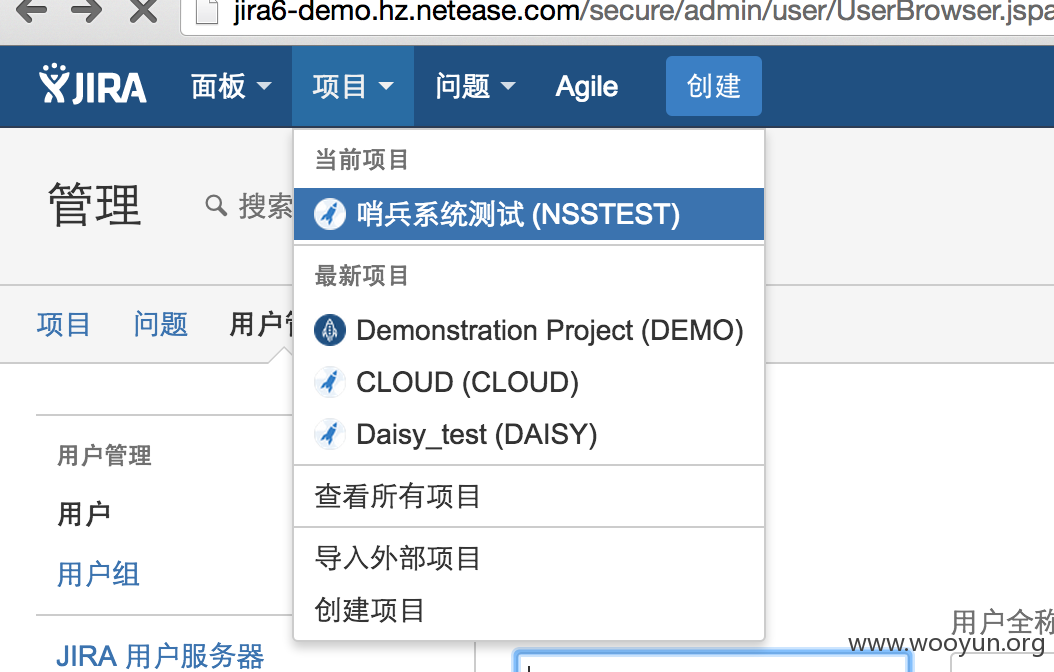 jira6-demo.hz.netease.com/secure/admin/user/UserBrowser.jspa
JIRA 面板 项目 问题 Agile 创建
当前项目
管理 搜索
哨兵系统测试 (NSSTEST)
最新项目
项目 问题 用户管
Demonstration Project (DEMO)
CLOUD (CLOUD)
Daisy_test (DAISY)
用户管理
查看所有项目
用户
导入外部项目
用户组
创建项目
用户全称
www.wooyun.org
JIRA 用户服务器